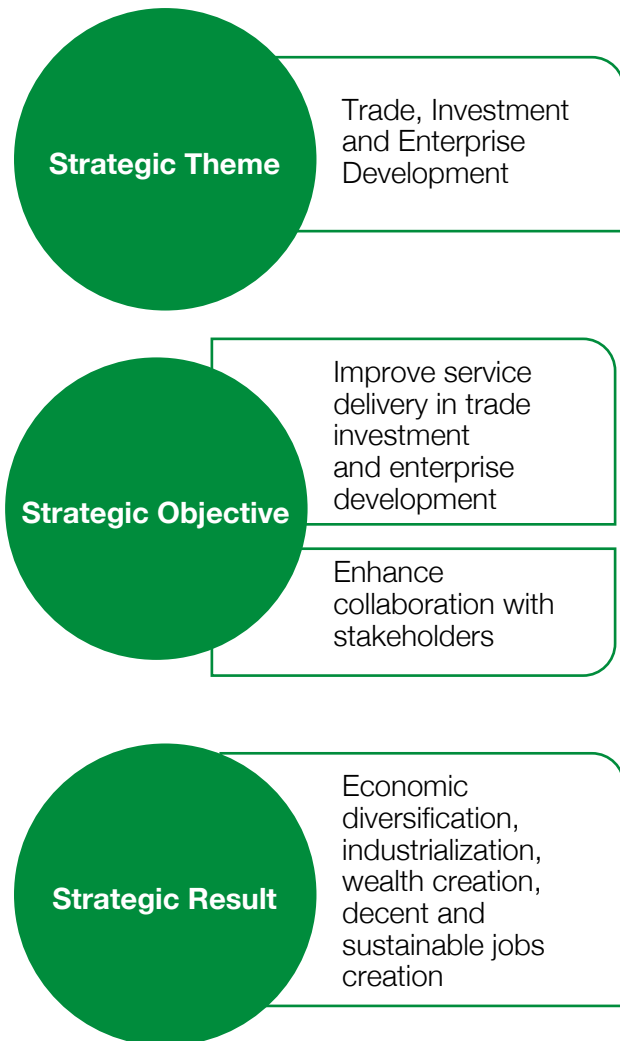 Strategic Theme
Trade, Investment
and Enterprise
Development
Strategic Objective
Improve service
delivery in trade
investment
and enterprise
development
Enhance
collaboration with
stakeholders
Strategic Result
Economic
diversification,
industrialization,
wealth creation,
decent and
sustainable jobs
creation